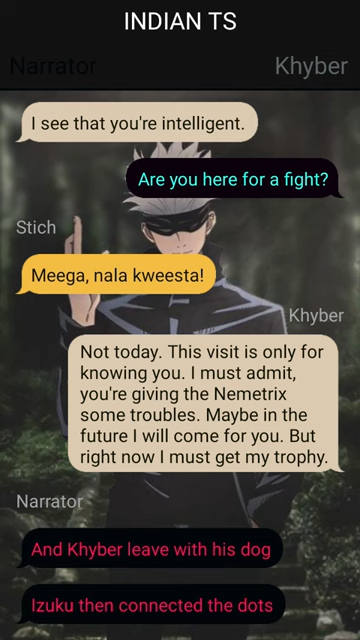 INDIAN TS
Narrator
Khyber
I see that you're intelligent.
Are you here for a fight?
Stich
Meega, nala kweesta!
Khyber
Not today. This visit is only for
knowing you. I must admit,
you're giving the Nemetrix
some troubles. Maybe in the
future I will come for you. But
right now I must get my trophy.
Narrator
And Khyber leave with his dog
Izuku then connected the dots